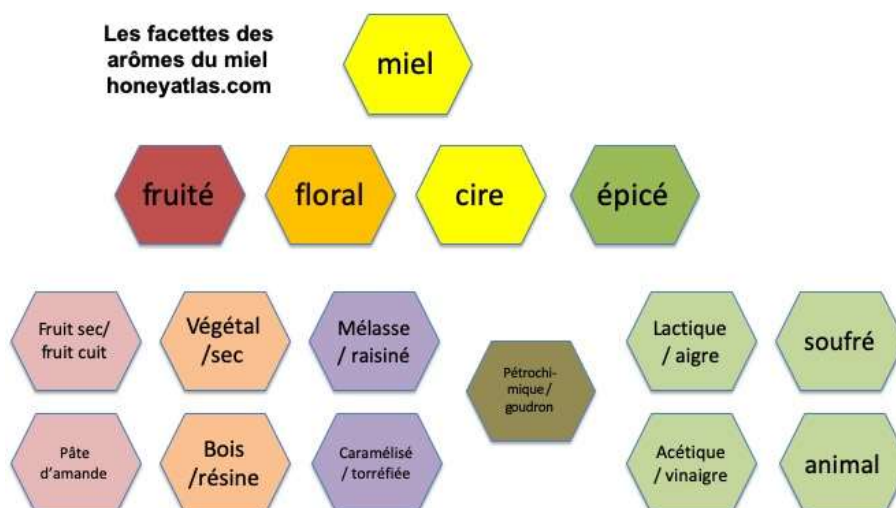 Les facettes des
arômes du miel
honeyatlas.com
miel
fruité
floral
cire
épicé
Fruit sec/
fruit cuit
Végétal
/sec
Mélasse
/ raisiné
Pétrochi-
mique /
goudron
Lactique
/ aigre
soufré
Pâte
d'amande
Bois
/résine
Caramélisé
/ torréfiée
Acétique
/ vinaigre
animal